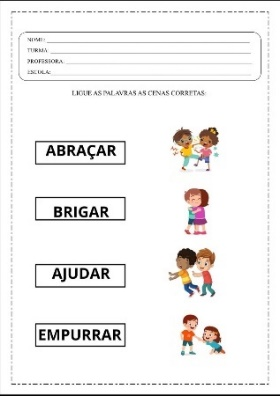 NOME:
TURMA:
PROFESSORA:
ESCOLA:
LIGUE AS PALAVRAS AS CENAS CORRETAS:
ABRAÇAR
BRIGAR
AJUDAR
EMPURRAR